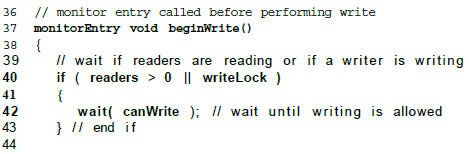 36 // monitor entry called before performing write
37 monitorEntry void beginWrite()
38 {
39 // wait if readers are reading or if a writer is writing
40 if ( readers > 0 || writeLock )
41 {
42 wait( canWrite ); // wait until writing is allowed
43 } // end if
44